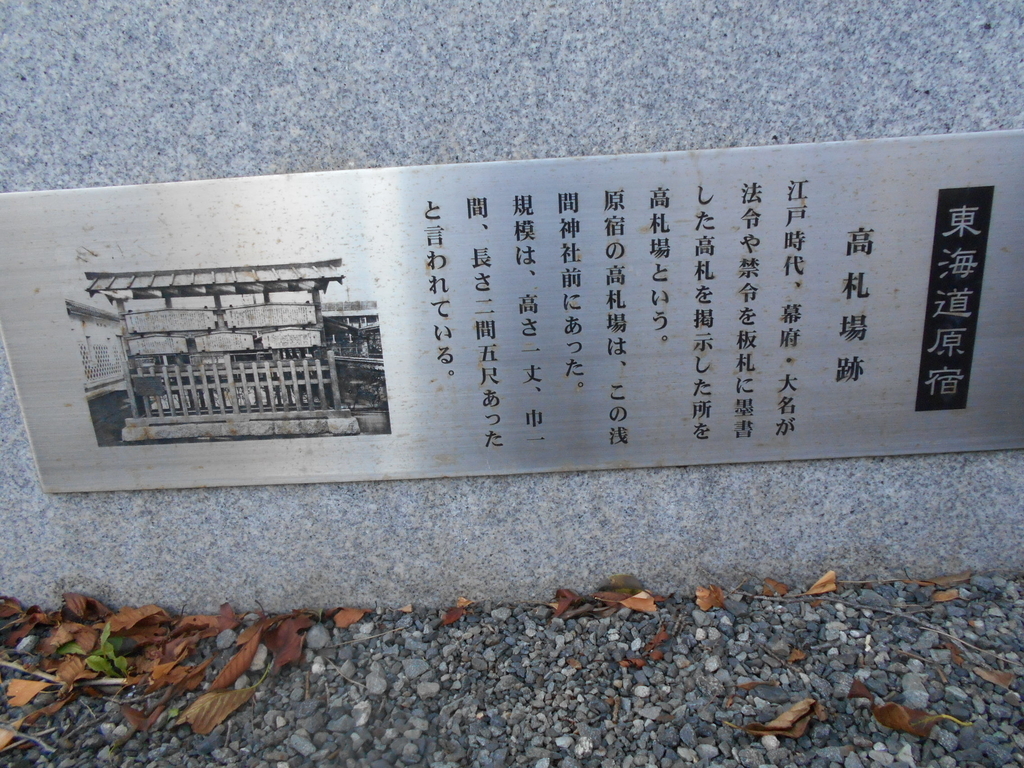 東海道原宿
高札場跡
江戸時代、幕府・大名が
法令や禁令を板札に墨書
した高札を掲示した所を
高札場という。
原宿の高札場は、この浅
間神社前にあった。
規模は、高さ一丈、巾一
間、長さ二間五尺あった
と言われている。